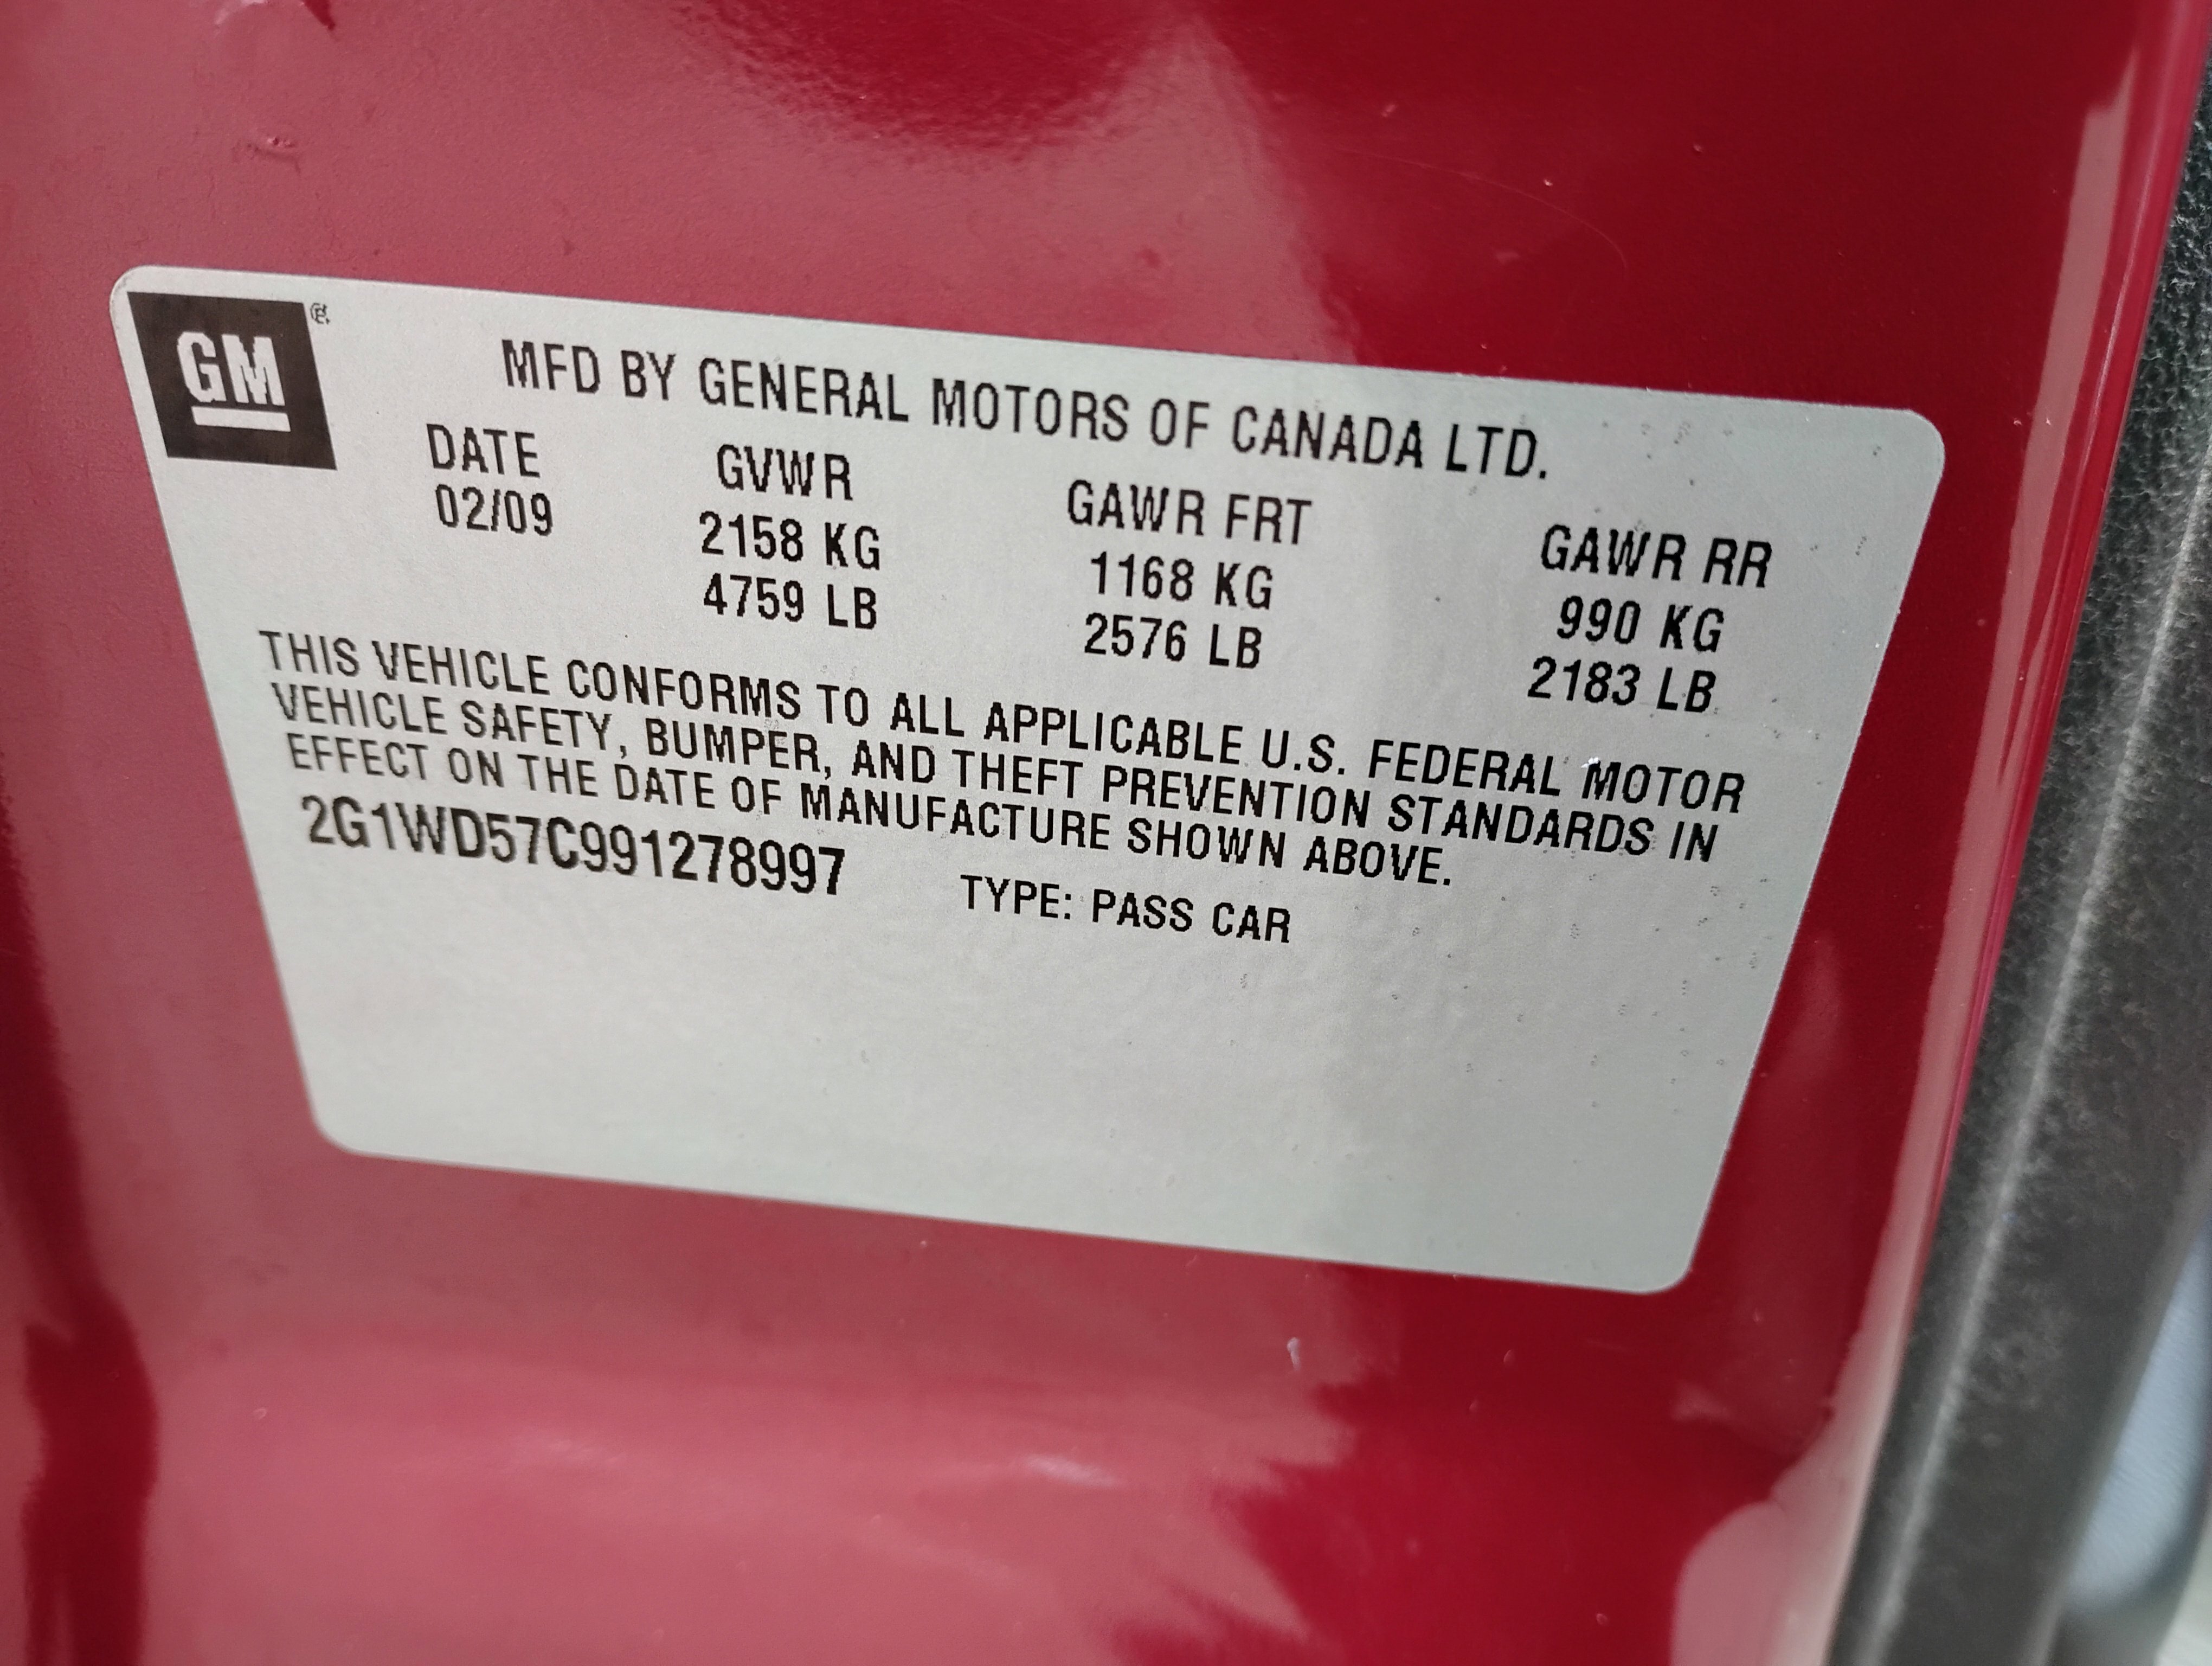 GM ®
MFD BY GENERAL MOTORS OF CANADA LTD.
DATE GVWR GAWR FRT GAWR RR
02/09 2158 KG 1168 KG 990 KG
4759 LB 2576 LB 2183 LB
THIS VEHICLE CONFORMS TO ALL APPLICABLE U.S. FEDERAL MOTOR
VEHICLE SAFETY, BUMPER, AND THEFT PREVENTION STANDARDS IN
EFFECT ON THE DATE OF MANUFACTURE SHOWN ABOVE.
2G1WD57C991278997 TYPE: PASS CAR